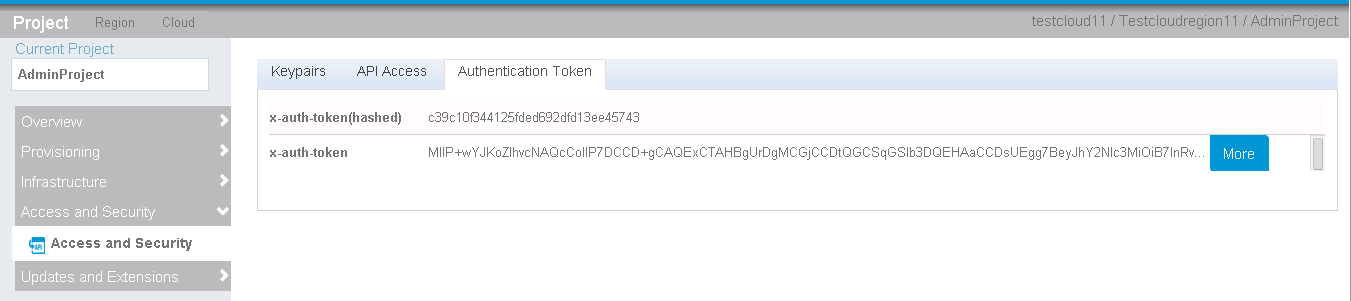 Project Region Cloud testcloud11 / Testcloudregion11 / AdminProject
Current Project
AdminProject
Keypairs API Access Authentication Token
Overview
Provisioning
Infrastructure
Access and Security
API Access and Security
Updates and Extensions
x-auth-token(hashed) c39c10f344125fded692dfd13ee45743
x-auth-token MIIP+wYJKoZIhvcNAQcCoIIP7DCCD+gCAQExCTAHBgUrDgMCGjCCDtQGCSqGSIb3DQEHAaCCDsUEgg7BeyJhY2Nlc3MiOiB7InRv... More